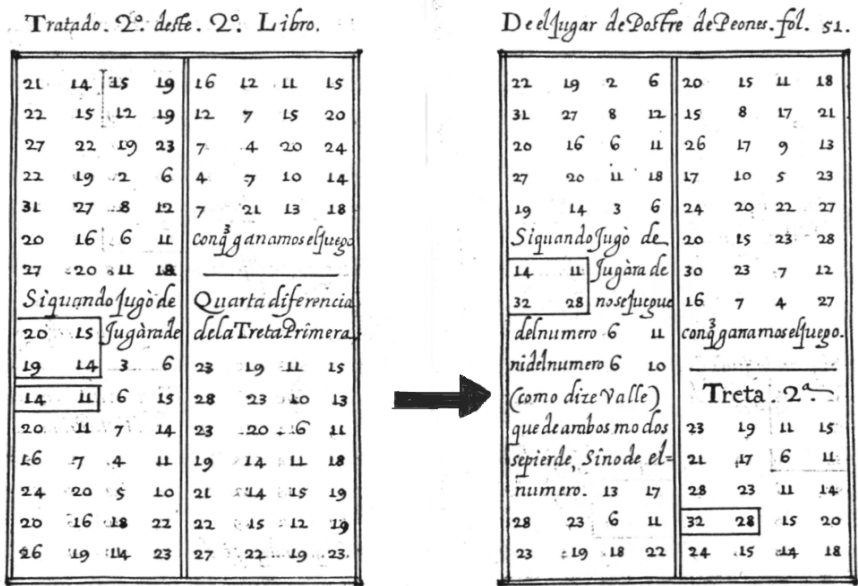 Tratado. 2º. deste. 2º. Libro.
21 14 15 19
22 15 12 19
27 22 19 23
22 19 2 6
31 27 8 12
20 16 6 11
27 20 11 18
Siquando Jugò de
20 15 Jugàra de
19 14 3 6
14 11 6 15
20 11 7 14
16 7 4 11
24 20 5 10
20 16 18 22
26 19 14 23
16 12 11 15
12 7 15 20
7 4 20 24
4 7 10 14
7 21 13 18
conq̃ ganamos el juego
Quarta diferencia
dela Treta Primera.
23 19 11 15
28 23 10 13
23 20 6 11
19 14 11 18
21 14 15 19
22 15 12 19
27 22 19 23
De el Jugar de Postre de Peones. fol. 51.
22 19 2 6
31 27 8 12
20 16 6 11
27 20 11 18
19 14 3 6
Siquando Jugò de
14 11 Jugàra de
32 28 nose juegue
del numero 6 11
ni del numero 6 10
(como dize Valle)
que de ambos modos
se pierde, Sino de el=
numero. 13 17
28 23 6 11
23 19 18 22
20 15 11 18
15 8 17 21
26 17 9 13
17 10 5 23
24 20 22 27
20 15 23 28
30 23 7 12
16 7 4 27
conq̃ ganamos el juego.
Treta. 2ª.
23 19 11 15
21 17 6 11
28 23 11 14
32 28 15 20
24 15 14 18